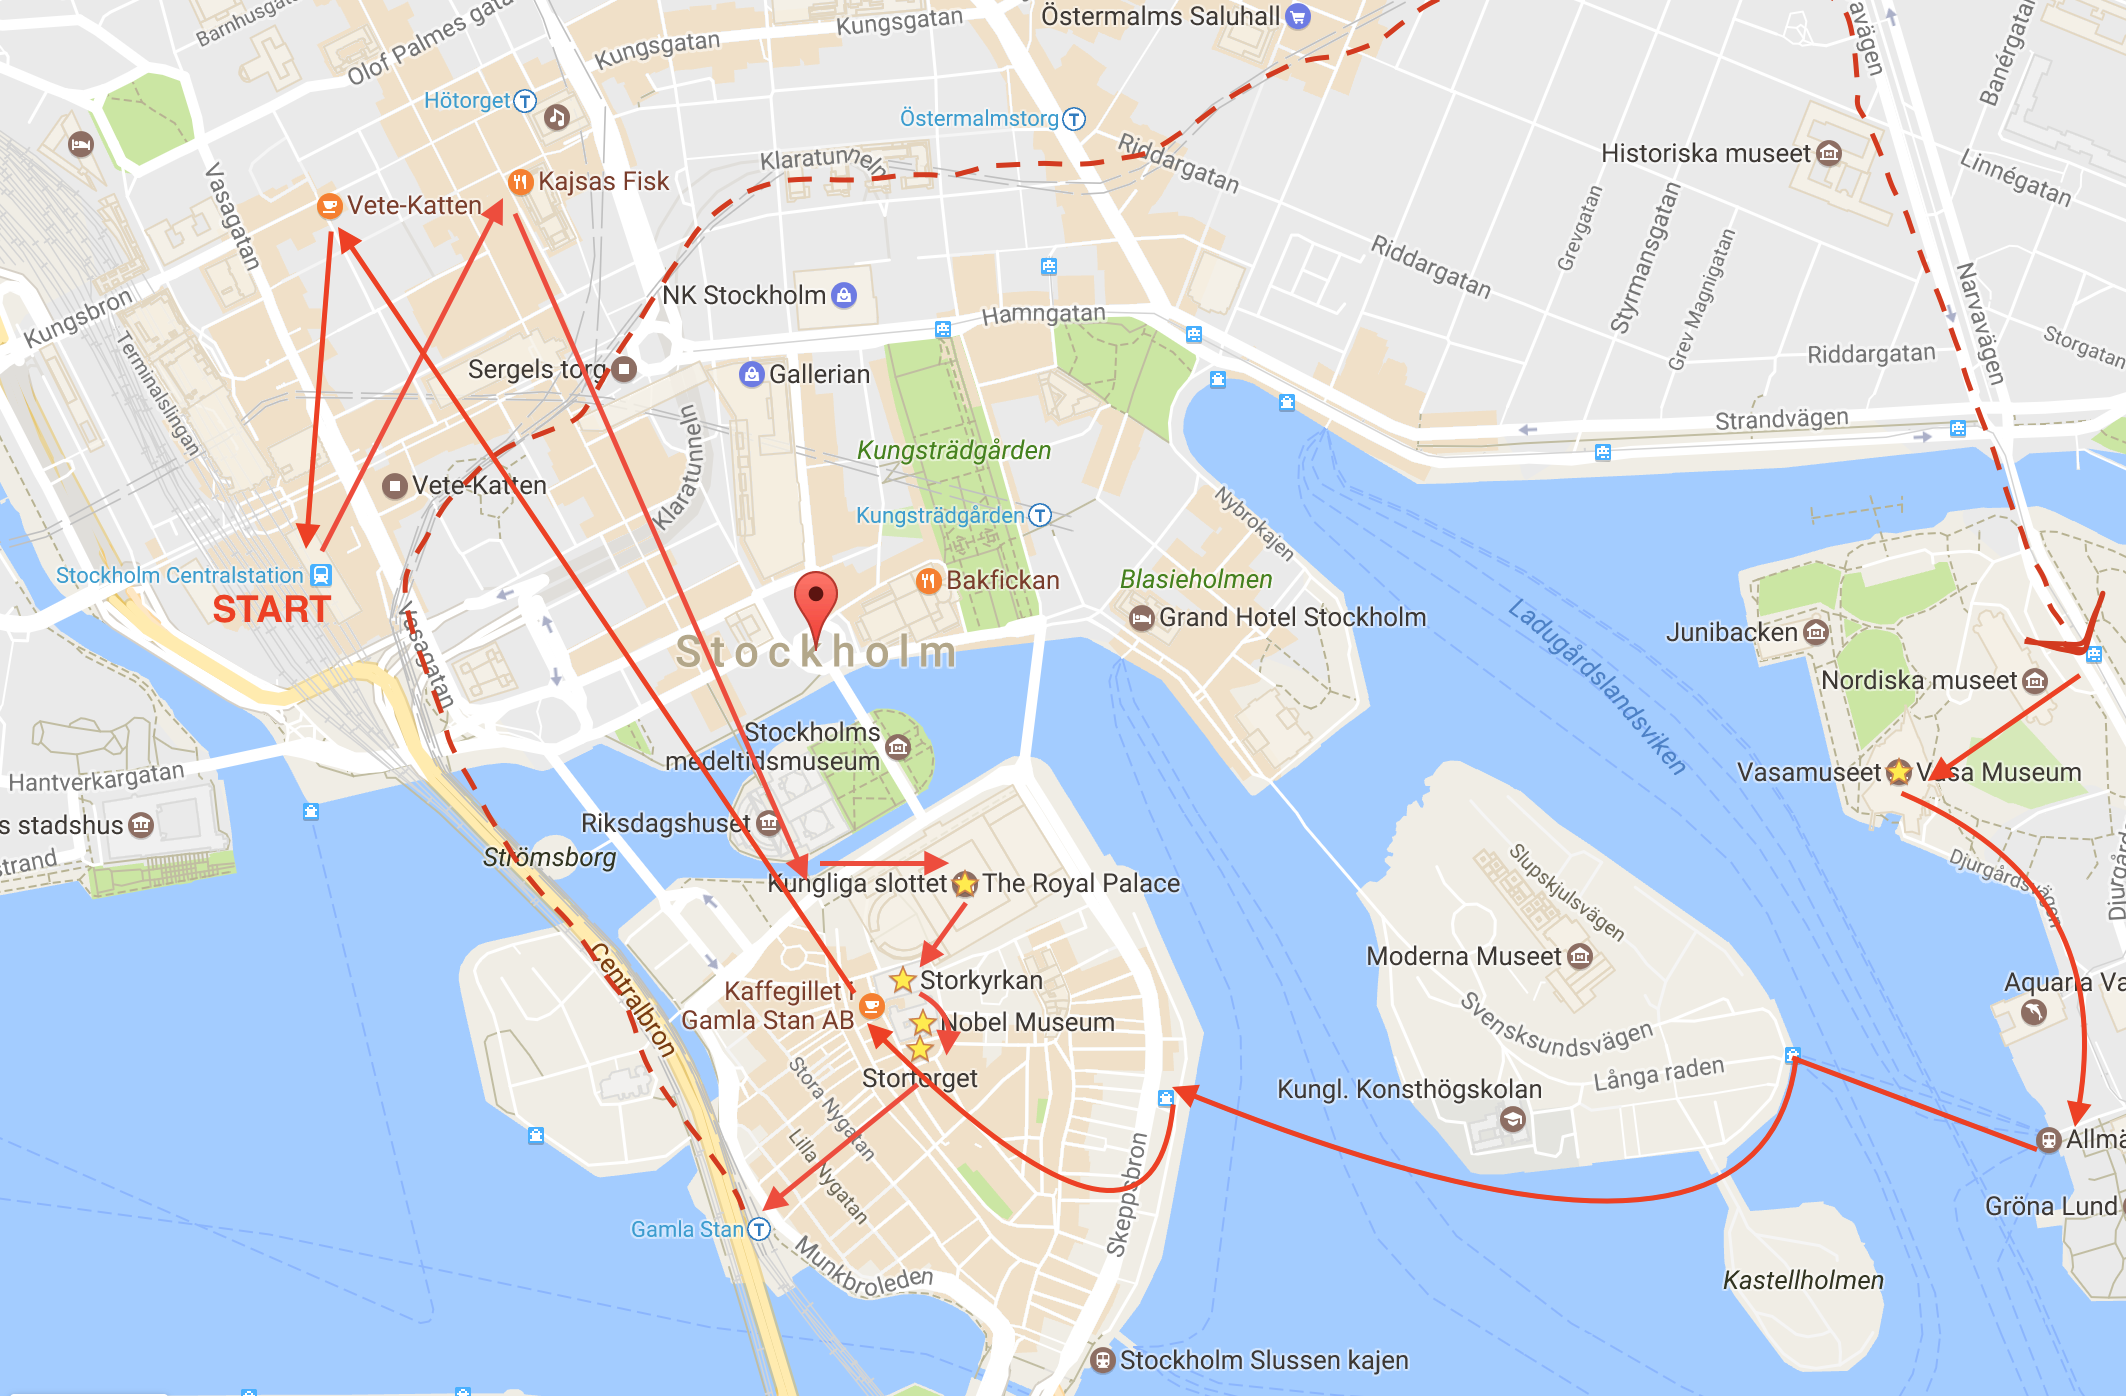 Barnhusgat
Olof Palmes gata
Kungsgatan
Kungsgatan
Östermalms Saluhall
avägen
Banérgatan
Hötorget
Östermalmstorg
Klaratunneln
Riddargatan
Historiska museet
Linnégatan
Vasagatan
Kajsas Fisk
Vete-Katten
Grevgatan
Styrmansgatan
Grev Magnigatan
Riddargatan
Narvavägen
Kungsbron
Terminalslingan
NK Stockholm
Hamngatan
Riddargatan
Storgatan
Sergels torg
Gallerian
Strandvägen
Klaratunneln
Kungsträdgården
Vete-Katten
Kungsträdgården
Nybrokajen
Stockholm Centralstation
START
Bakfickan
Blasieholmen
Grand Hotel Stockholm
Ladugårdslandsviken
Junibacken
Stockholm
Vasagatan
Nordiska museet
Stockholms
medeltidsmuseum
Hantverkargatan
Vasamuseet
Vasa Museum
s stadshus
strand
Riksdagshuset
Strömsborg
Kungliga slottet
The Royal Palace
Slupskjulsvägen
Djurgårdsvägen
Djurgård
Centralbron
Moderna Museet
Storkyrkan
Kaffegillet i
Gamla Stan AB
Nobel Museum
Aquaria Va
Svensksundsvägen
Stora Nygatan
Stortorget
Långa raden
Kungl. Konsthögskolan
Lilla Nygatan
Skeppsbron
Allmä
Gamla Stan
Gröna Lund
Munkbroleden
Kastellholmen
Stockholm Slussen kajen